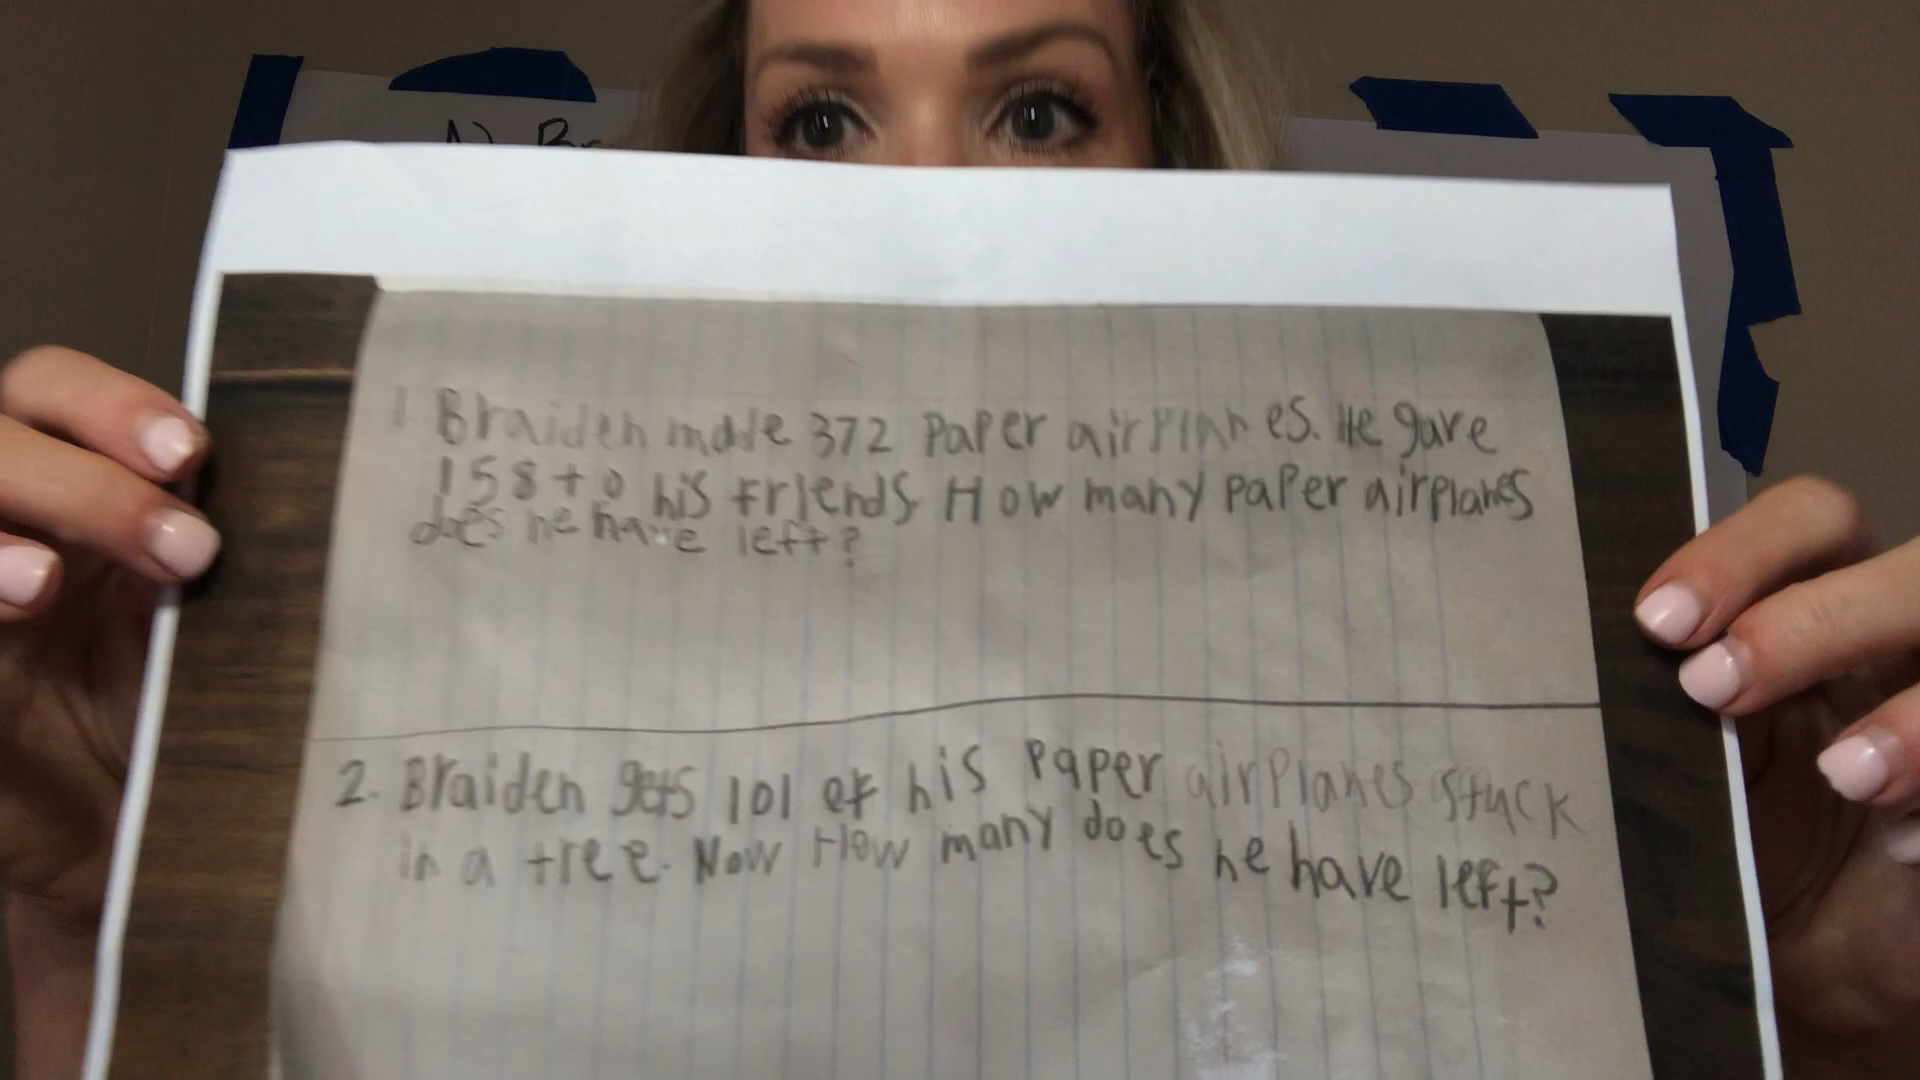 1. Braiden made 372 paper airplanes. He gave
158 to his friends. How many paper airplanes
does he have left?
2. Braiden gets 101 of his paper airplanes stuck
in a tree. Now How many does he have left?